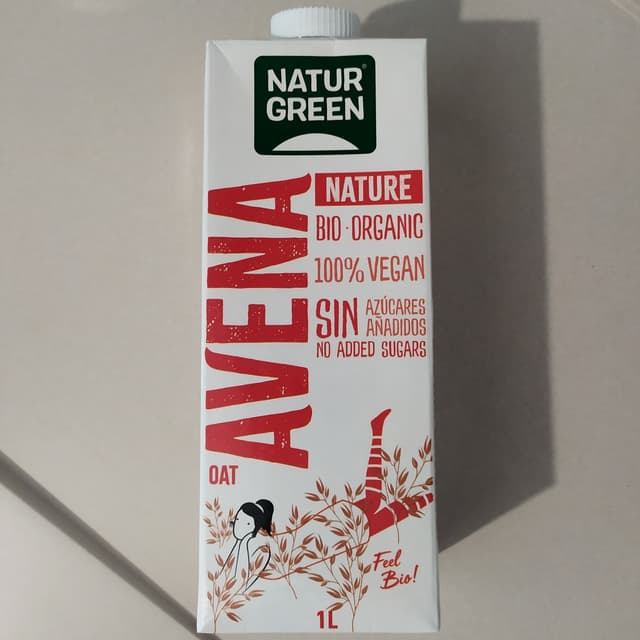 NATUR®
GREEN
AVENA
OAT
NATURE
BIO·ORGANIC
100% VEGAN
SIN AZÚCARES
AÑADIDOS
NO ADDED SUGARS
Feel
Bio!
1L